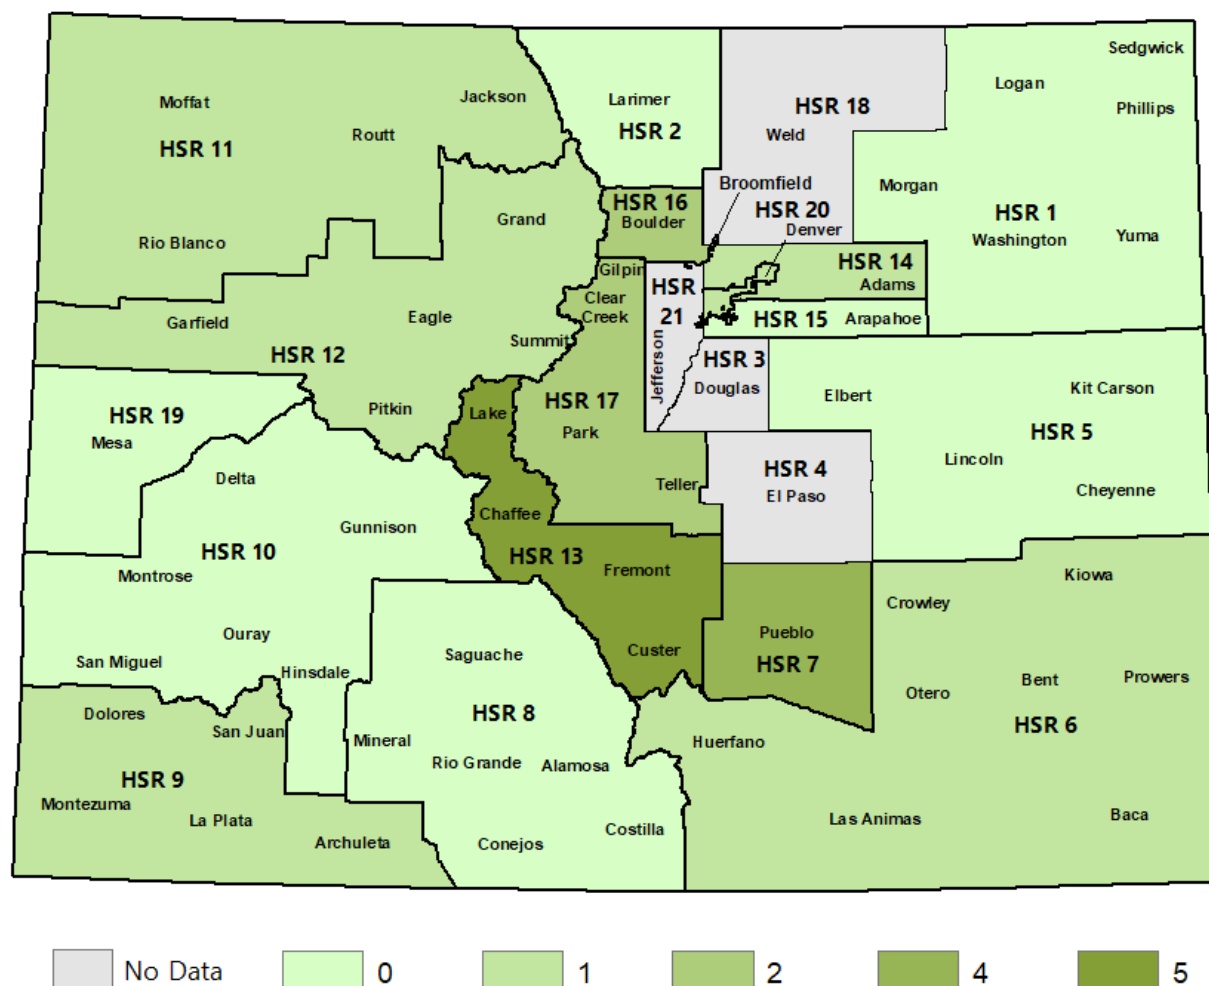 Sedgwick
Logan
Moffat
Jackson
Larimer
HSR 18
Phillips
HSR 2
Routt
Weld
HSR 11
Broomfield
Morgan
HSR 16
HSR 20
HSR 1
Grand
Boulder
Denver
Rio Blanco
Washington
Yuma
Gilpin
HSR 14
HSR
21
Adams
Clear
Creek
Garfield
Eagle
HSR 15
Arapahoe
Summit
HSR 12
Jefferson
HSR 3
Douglas
Kit Carson
Elbert
HSR 17
Pitkin
Lake
HSR 19
Mesa
Park
HSR 5
Lincoln
HSR 4
Delta
Teller
Cheyenne
El Paso
Chaffee
Gunnison
HSR 10
HSR 13
Fremont
Montrose
Kiowa
Crowley
Ouray
Pueblo
Custer
Saguache
San Miguel
HSR 7
Hinsdale
Bent
Prowers
Otero
Dolores
HSR 8
San Juan
HSR 6
Mineral
Huerfano
Rio Grande
Alamosa
HSR 9
Montezuma
La Plata
Las Animas
Baca
Costilla
Archuleta
Conejos
No Data
0
1
2
4
5